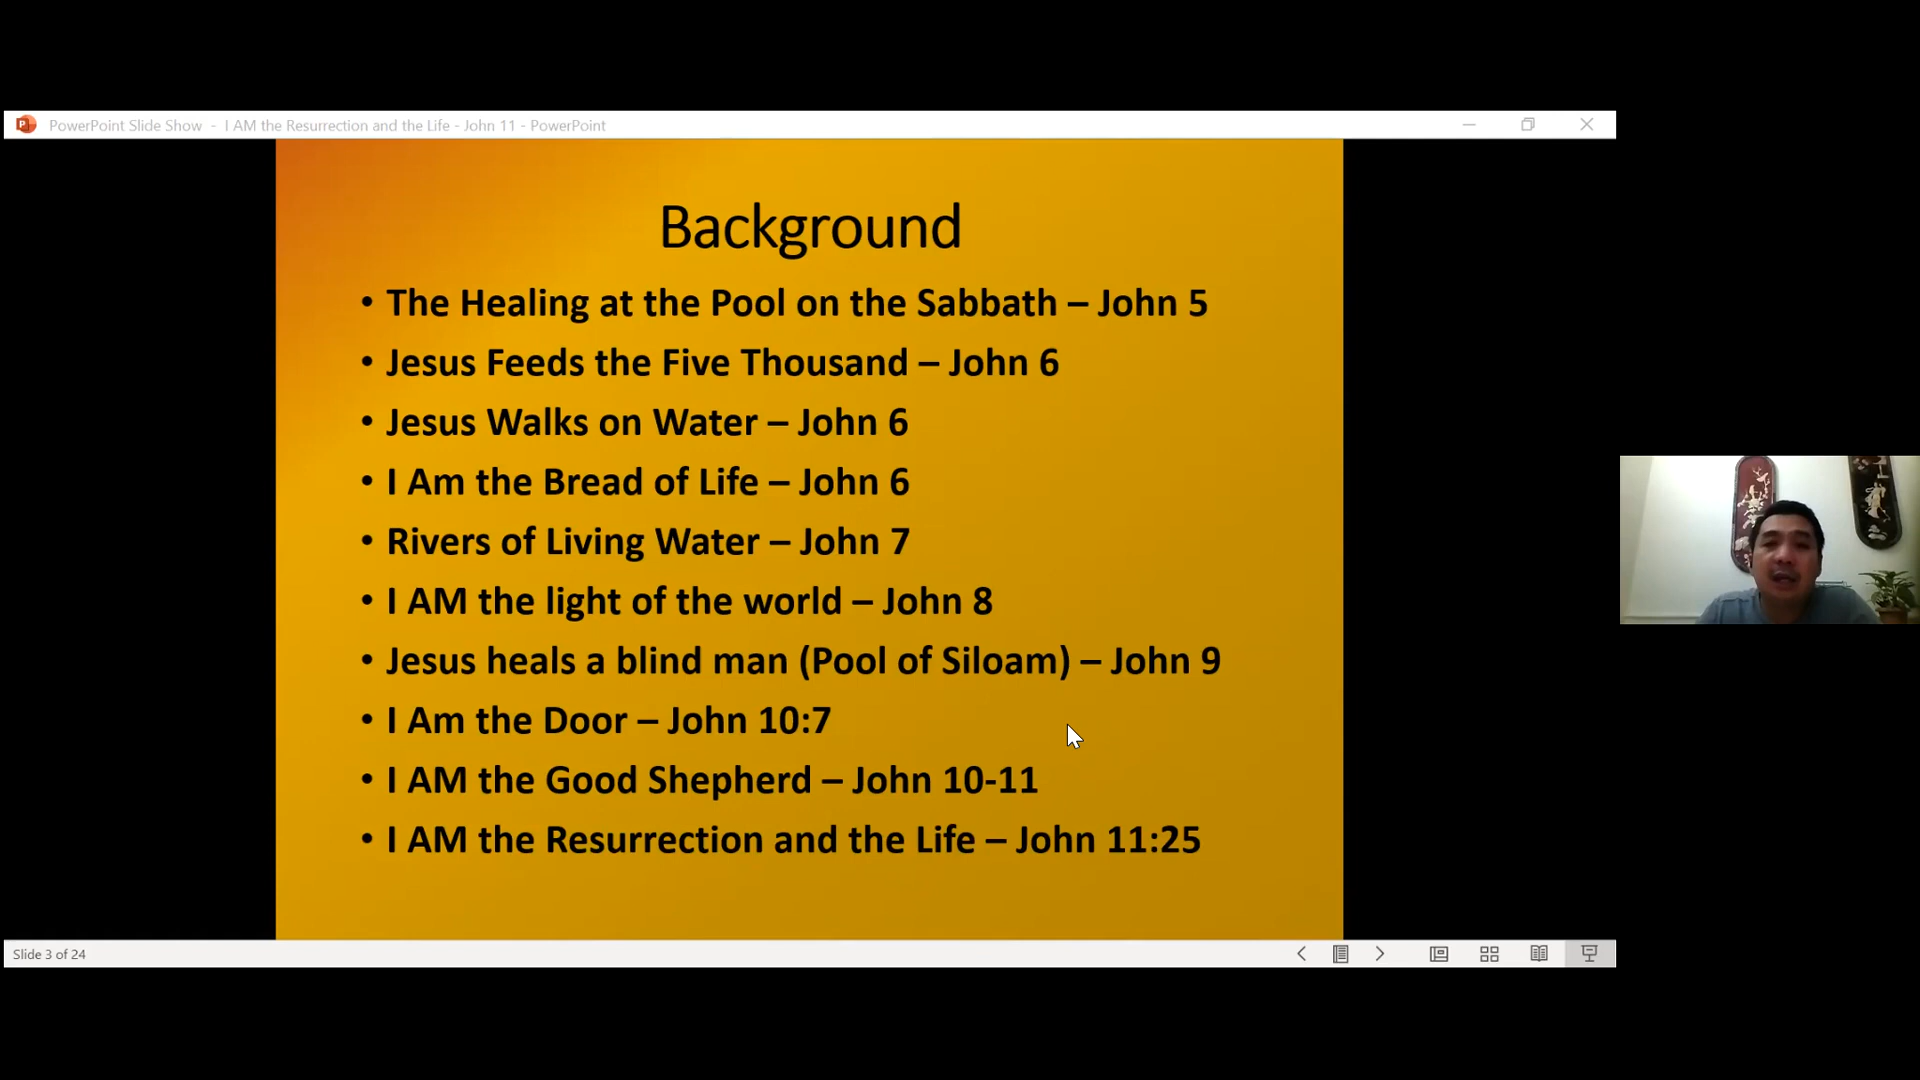 PowerPoint Slide Show - I AM the Resurrection and the Life - John 11 - PowerPoint
Background
• The Healing at the Pool on the Sabbath – John 5
• Jesus Feeds the Five Thousand – John 6
• Jesus Walks on Water – John 6
• I Am the Bread of Life – John 6
• Rivers of Living Water – John 7
• I AM the light of the world – John 8
• Jesus heals a blind man (Pool of Siloam) – John 9
• I Am the Door – John 10:7
• I AM the Good Shepherd – John 10-11
• I AM the Resurrection and the Life – John 11:25
Slide 3 of 24